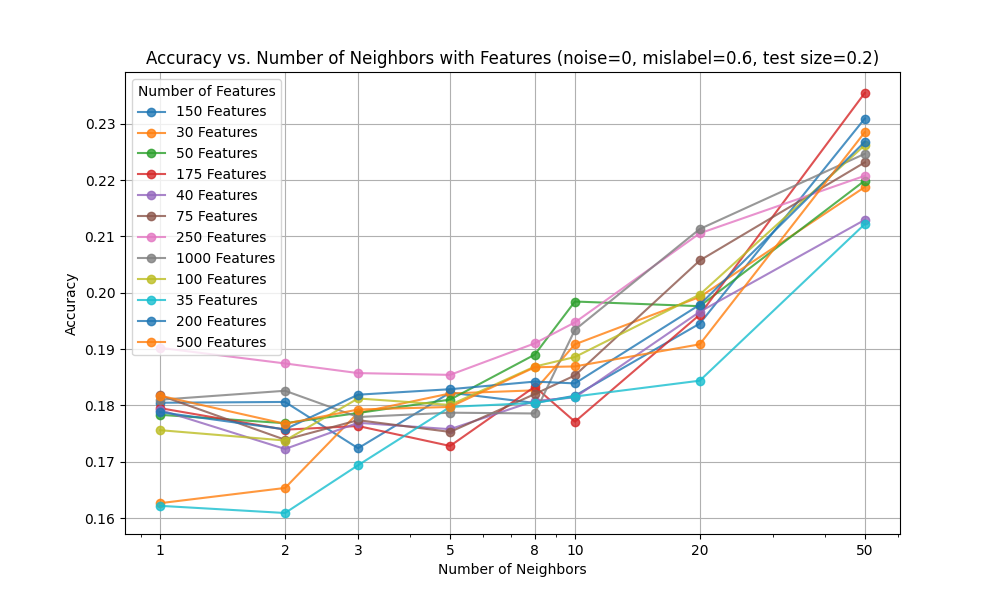 Accuracy vs. Number of Neighbors with Features (noise=0, mislabel=0.6, test size=0.2)
Number of Features
150 Features
30 Features
50 Features
175 Features
40 Features
75 Features
250 Features
1000 Features
100 Features
35 Features
200 Features
500 Features
Accuracy
0.23
0.22
0.21
0.20
0.19
0.18
0.17
0.16
1 2 3 5 8 10 20 50
Number of Neighbors